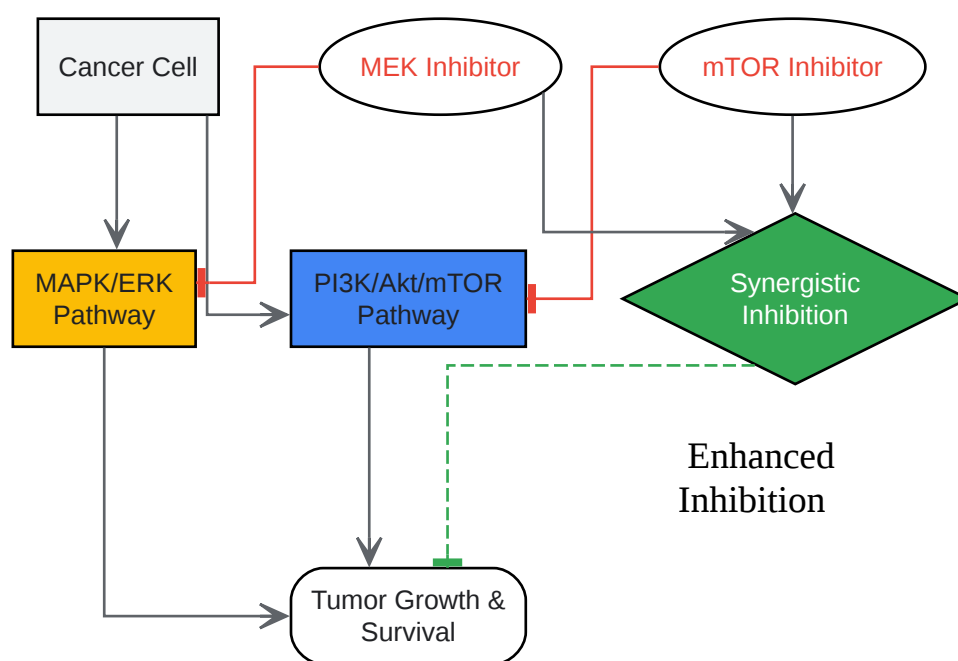 Cancer Cell
MEK Inhibitor
mTOR Inhibitor
MAPK/ERK
Pathway
PI3K/Akt/mTOR
Pathway
Synergistic
Inhibition
Enhanced
Inhibition
Tumor Growth &
Survival